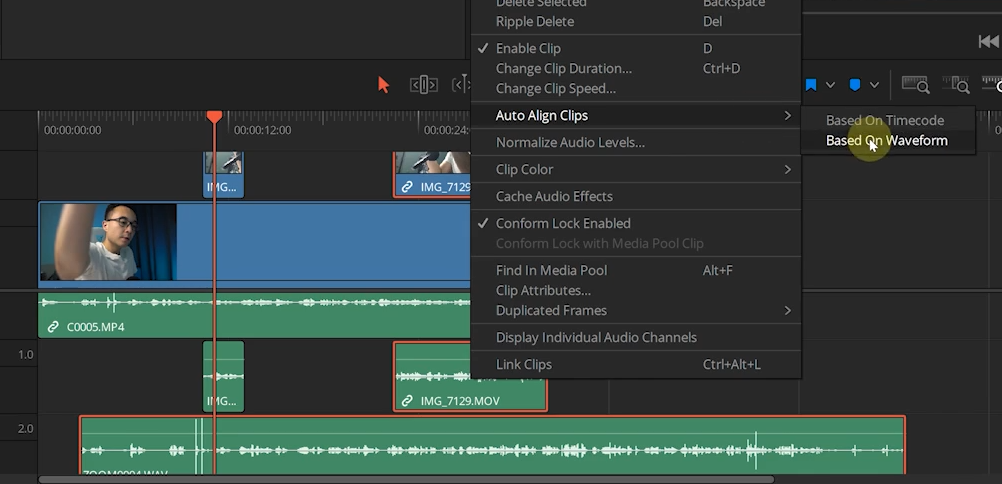 Delete Selected Backspace
Ripple Delete Del
Enable Clip D
Change Clip Duration... Ctrl+D
Change Clip Speed...
Auto Align Clips
Based On Timecode
Based On Waveform
Normalize Audio Levels...
Clip Color
Cache Audio Effects
Conform Lock Enabled
Conform Lock with Media Pool Clip
Find In Media Pool Alt+F
Clip Attributes...
Duplicated Frames
Display Individual Audio Channels
Link Clips Ctrl+Alt+L
00:00:00:00
00:00:12:00
00:00:24:
IMG...
IMG_7129
C0005.MP4
1.0
IMG...
IMG_7129.MOV
2.0
ZOOM0004.WAV